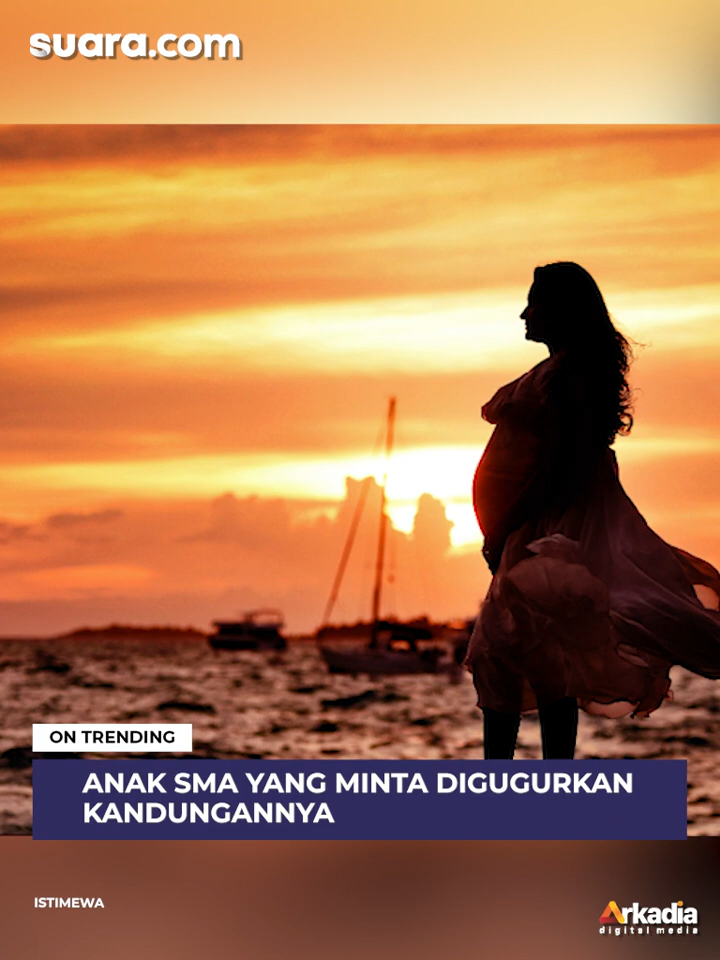 suara.com
ON TRENDING
ANAK SMA YANG MINTA DIGUGURKAN
KANDUNGANNYA
ISTIMEWA
Arkadia
digital media